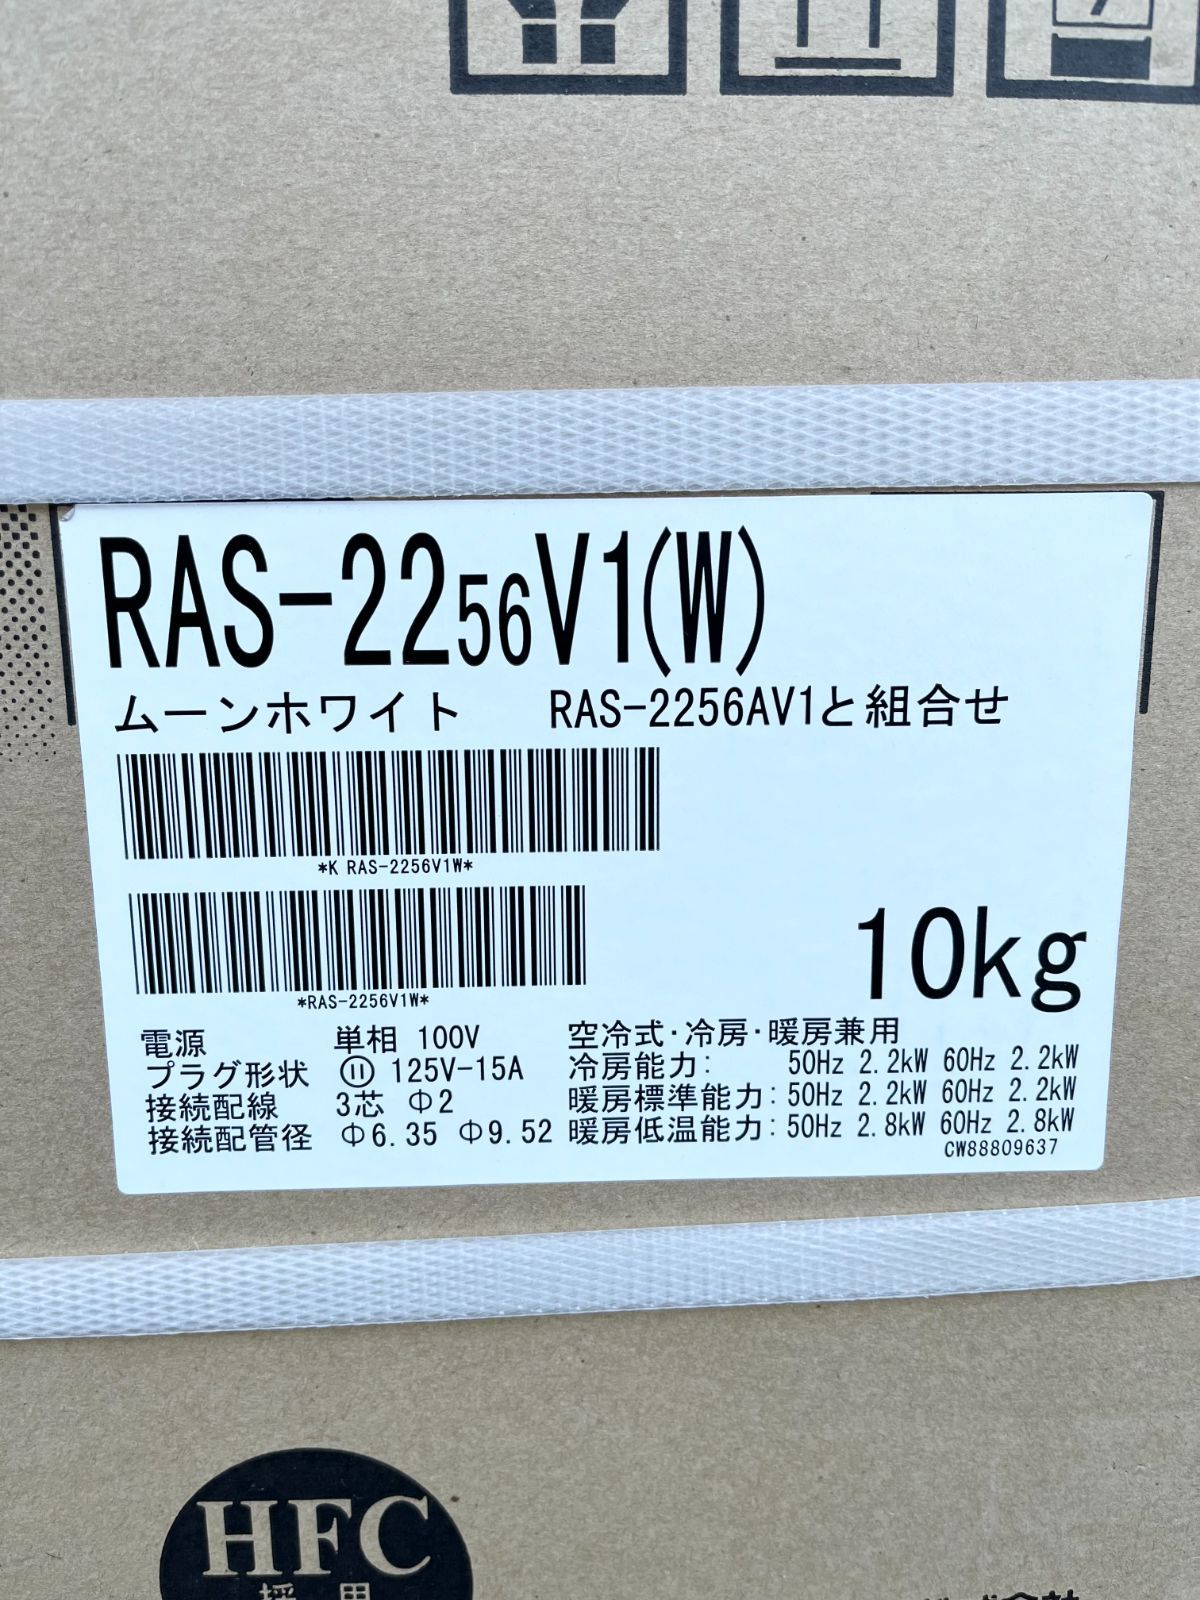 RAS-2256V1(W)
ムーンホワイト RAS-2256AV1と組合せ
*K RAS-2256V1W*
*RAS-2256V1W*
10kg
電源 単相 100V
プラグ形状 125V-15A
接続配線 3芯 Φ2
接続配管径 Φ6.35 Φ9.52
空冷式・冷房・暖房兼用
冷房能力: 50Hz 2.2kW 60Hz 2.2kW
暖房標準能力: 50Hz 2.2kW 60Hz 2.2kW
暖房低温能力: 50Hz 2.8kW 60Hz 2.8kW
CW88809637
HFC
採用